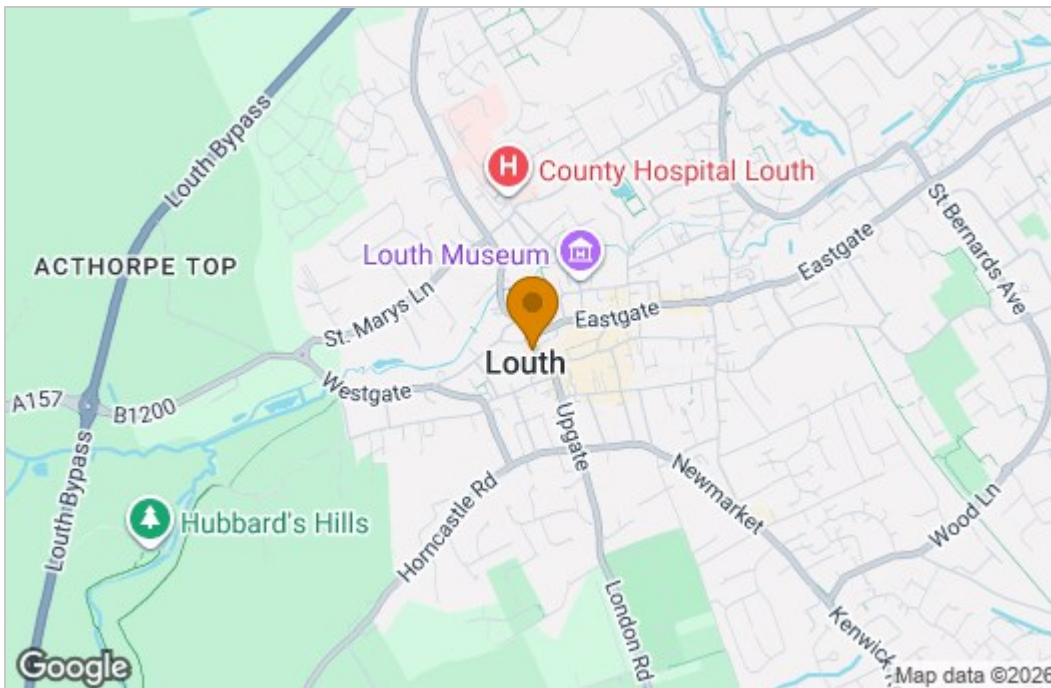 Louth Bypass
H
County Hospital Louth
Louth Museum
ACTHORPE TOP
St. Marys Ln
Eastgate
Eastgate
St Bernards Ave
Louth
Westgate
A157
B1200
Upgate
Louth Bypass
Hubbard's Hills
Horncastle Rd
Newmarket
Wood Ln
London Rd
Kenwick
Google
Map data ©2026